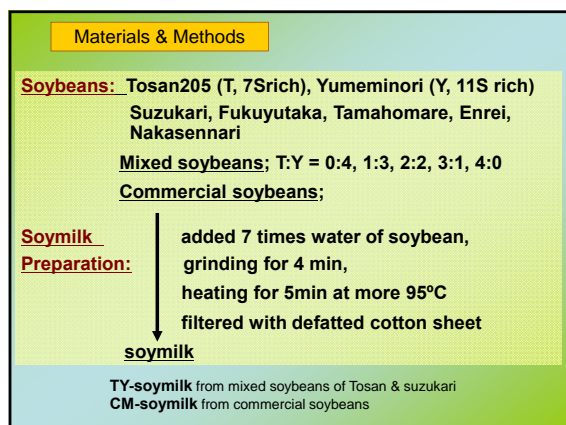 Materials & Methods
Soybeans: Tosan205 (T, 7Srich), Yumeminori (Y, 11S rich)
Suzukari, Fukuyutaka, Tamahomare, Enrei,
Nakasennari
Mixed soybeans; T:Y = 0:4, 1:3, 2:2, 3:1, 4:0
Commercial soybeans;
Soymilk added 7 times water of soybean,
Preparation: grinding for 4 min,
heating for 5min at more 95ºC
filtered with defatted cotton sheet
soymilk
TY-soymilk from mixed soybeans of Tosan & suzukari
CM-soymilk from commercial soybeans